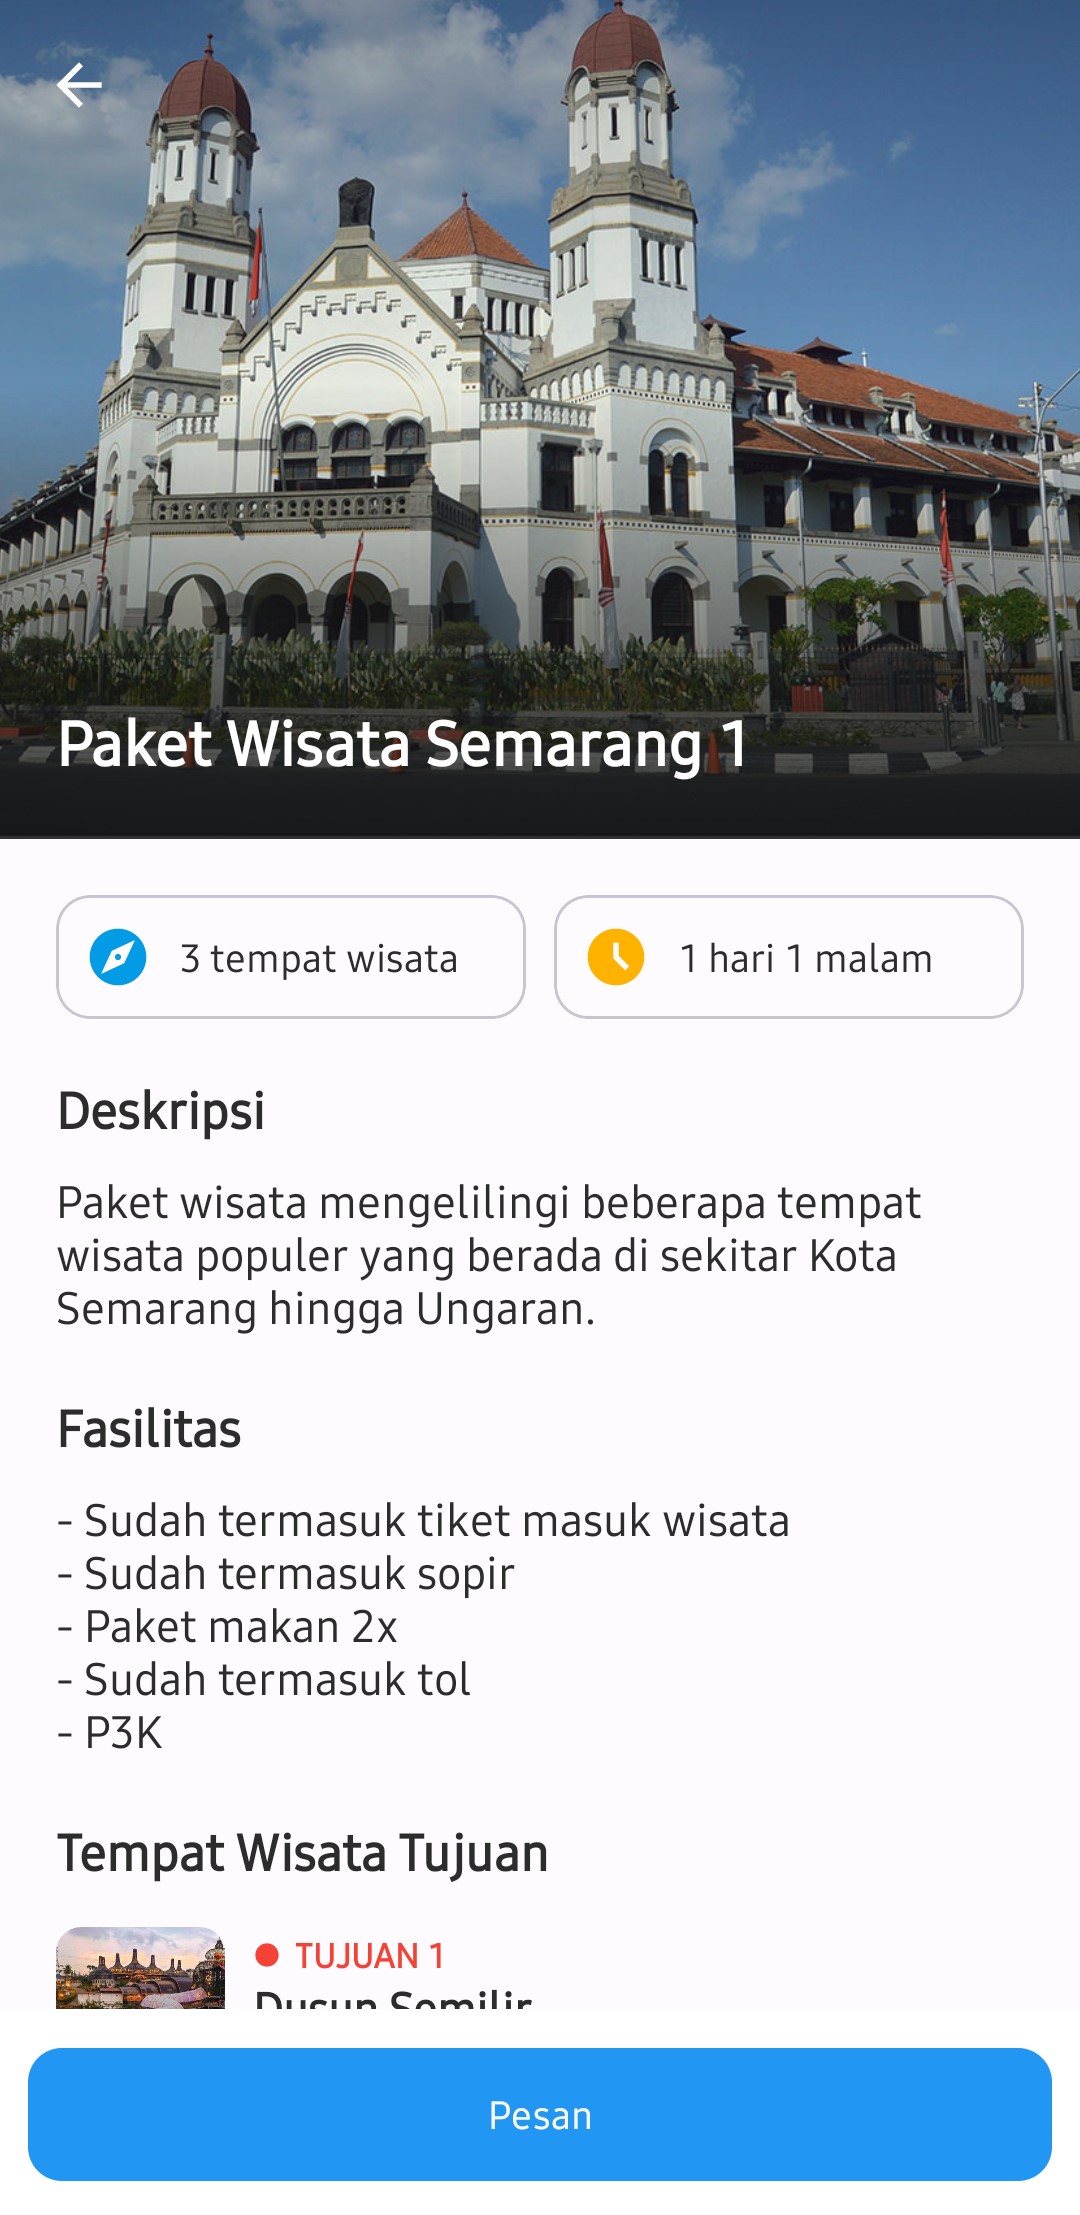 Paket Wisata Semarang 1
3 tempat wisata
1 hari 1 malam
Deskripsi
Paket wisata mengelilingi beberapa tempat
wisata populer yang berada di sekitar Kota
Semarang hingga Ungaran.
Fasilitas
- Sudah termasuk tiket masuk wisata
- Sudah termasuk sopir
- Paket makan 2x
- Sudah termasuk tol
- P3K
Tempat Wisata Tujuan
TUJUAN 1
Dusun Semilir
Pesan